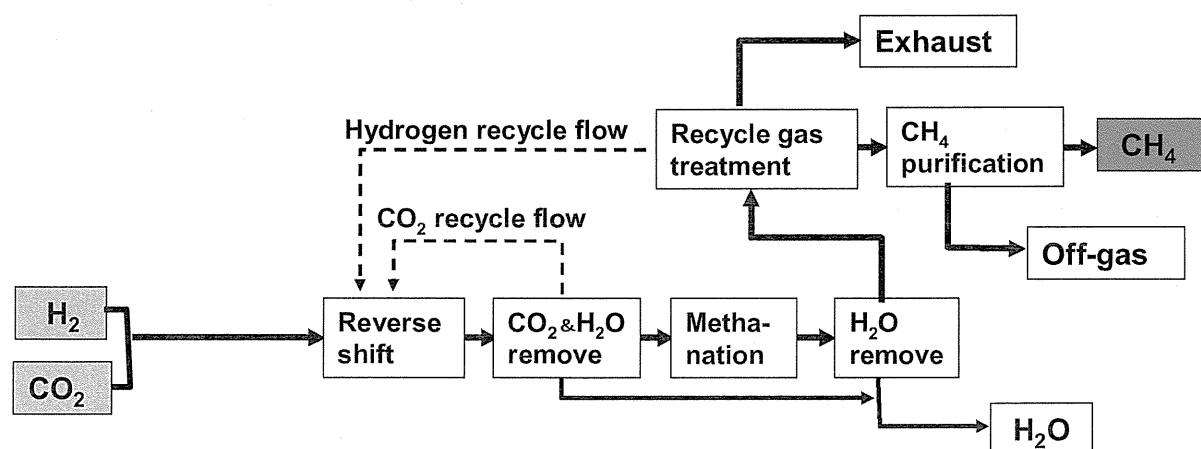 Exhaust
Hydrogen recycle flow
Recycle gas
treatment
CH₄
purification
CH₄
CO₂ recycle flow
Off-gas
H₂
CO₂
Reverse
shift
CO₂&H₂O
remove
Metha-
nation
H₂O
remove
H₂O